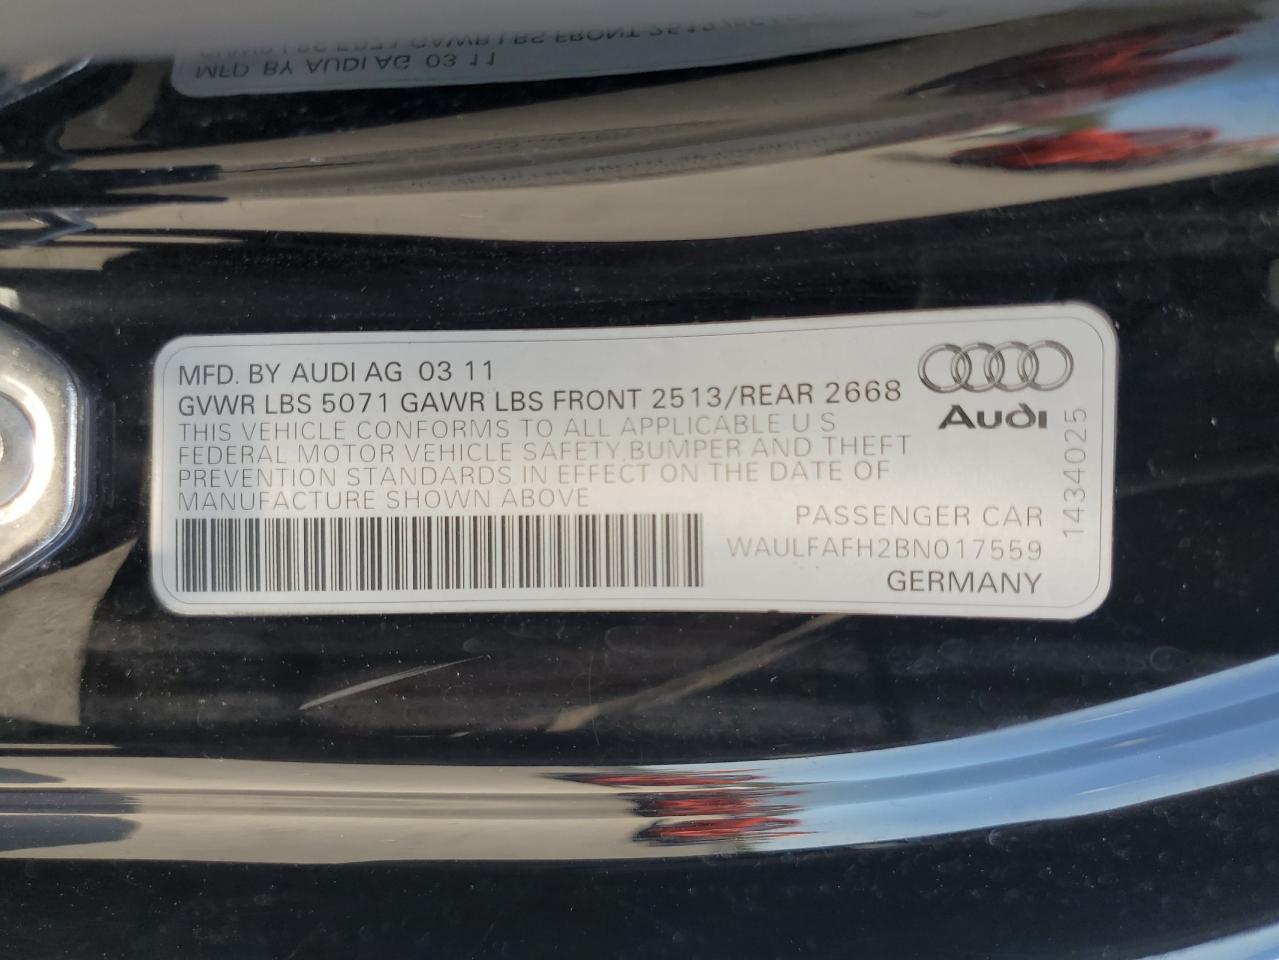 MFD. BY AUDI AG 03 11
MFD. BY AUDI AG 03 11
GVWR LBS 5071 GAWR LBS FRONT 2513/REAR 2668
THIS VEHICLE CONFORMS TO ALL APPLICABLE U S
FEDERAL MOTOR VEHICLE SAFETY, BUMPER AND THEFT
PREVENTION STANDARDS IN EFFECT ON THE DATE OF
MANUFACTURE SHOWN ABOVE
Audi
PASSENGER CAR
WAULFAFH2BN017559
GERMANY
1434025